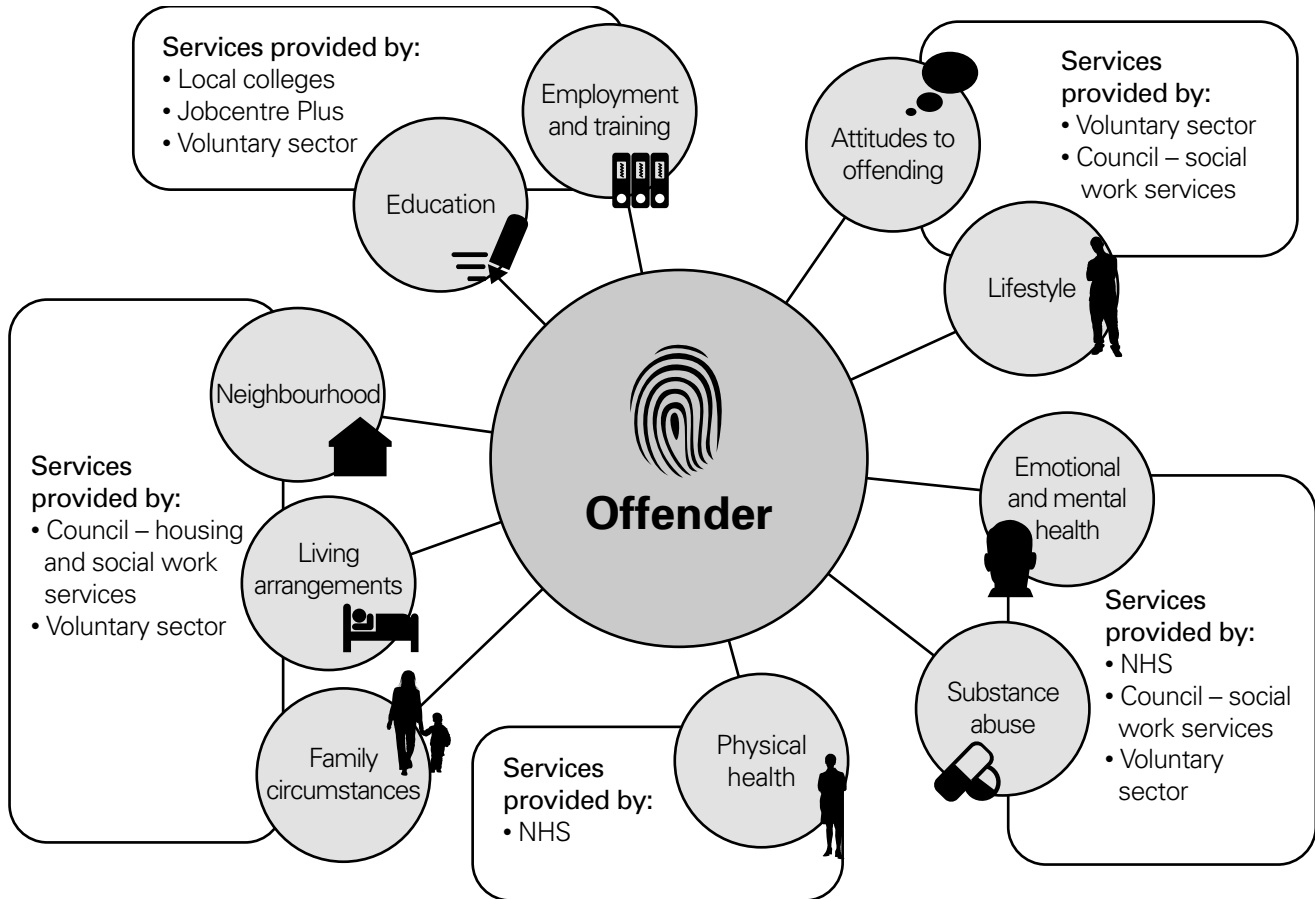 Services provided by:
• Local colleges
• Jobcentre Plus
• Voluntary sector
Employment
and training
Education
Attitudes to
offending
Services
provided by:
• Voluntary sector
• Council – social
work services
Lifestyle
Neighbourhood
Services
provided by:
• Council – housing
and social work
services
• Voluntary sector
Living
arrangements
Family
circumstances
Offender
Emotional
and mental
health
Services
provided by:
• NHS
• Council – social
work services
• Voluntary
sector
Substance
abuse
Physical
health
Services
provided by:
• NHS